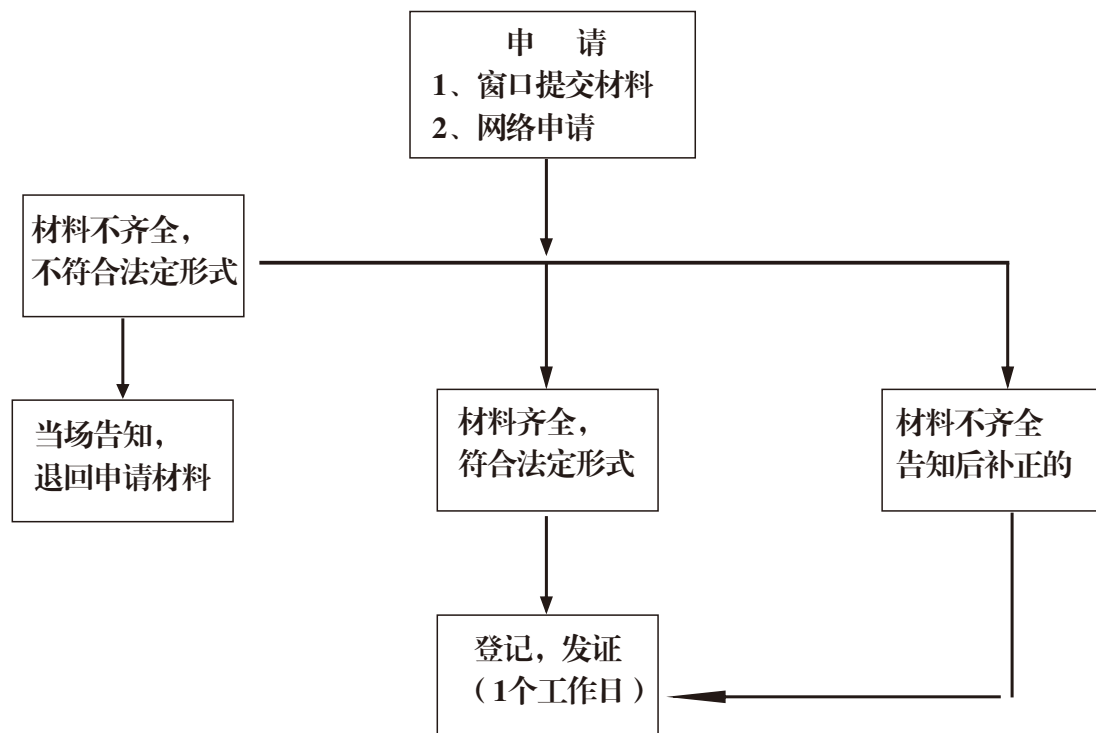 申 请
1、窗口提交材料
2、网络申请
材料不齐全，
不符合法定形式
当场告知，
退回申请材料
材料齐全，
符合法定形式
材料不齐全
告知后补正的
登记，发证
（1个工作日）